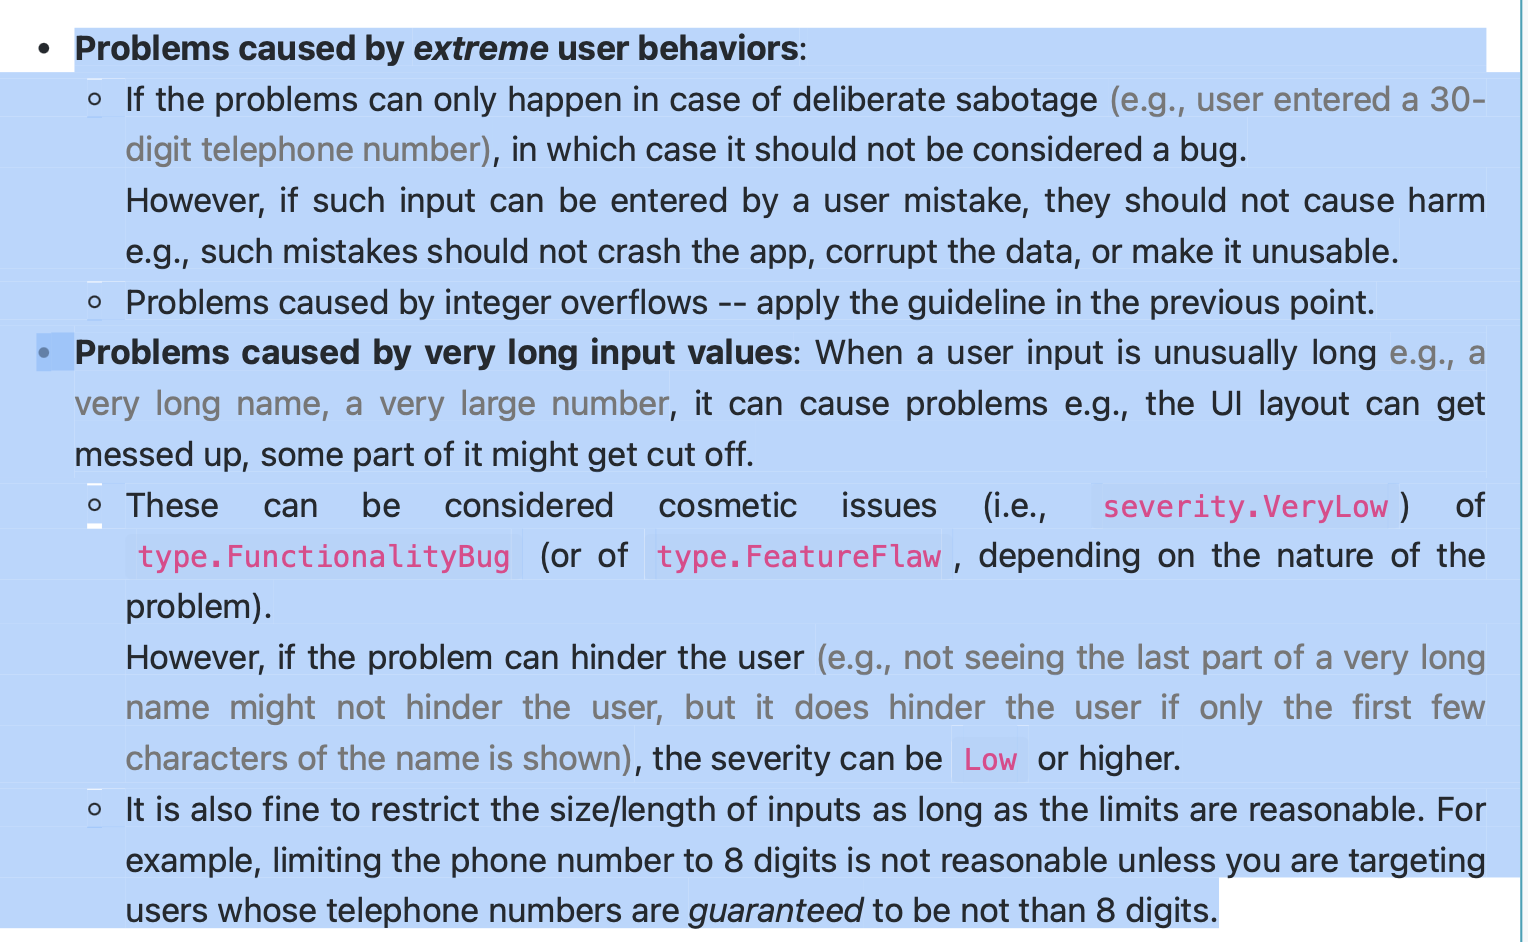 • Problems caused by extreme user behaviors:
○ If the problems can only happen in case of deliberate sabotage (e.g., user entered a 30-
digit telephone number), in which case it should not be considered a bug.
However, if such input can be entered by a user mistake, they should not cause harm
e.g., such mistakes should not crash the app, corrupt the data, or make it unusable.
○ Problems caused by integer overflows -- apply the guideline in the previous point.
• Problems caused by very long input values: When a user input is unusually long e.g., a
very long name, a very large number, it can cause problems e.g., the UI layout can get
messed up, some part of it might get cut off.
○ These can be considered cosmetic issues (i.e., severity.VeryLow) of
type.FunctionalityBug (or of type.FeatureFlaw, depending on the nature of the
problem).
However, if the problem can hinder the user (e.g., not seeing the last part of a very long
name might not hinder the user, but it does hinder the user if only the first few
characters of the name is shown), the severity can be Low or higher.
○ It is also fine to restrict the size/length of inputs as long as the limits are reasonable. For
example, limiting the phone number to 8 digits is not reasonable unless you are targeting
users whose telephone numbers are guaranteed to be not than 8 digits.